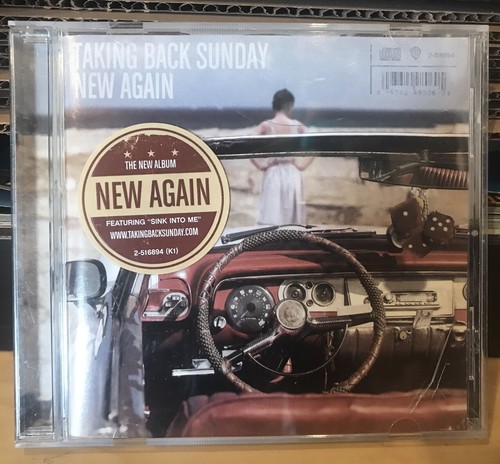 TAKING BACK SUNDAY
NEW AGAIN
THE NEW ALBUM
NEW AGAIN
FEATURING "SINK INTO ME"
WWW.TAKINGBACKSUNDAY.COM
2-516894 (K1)